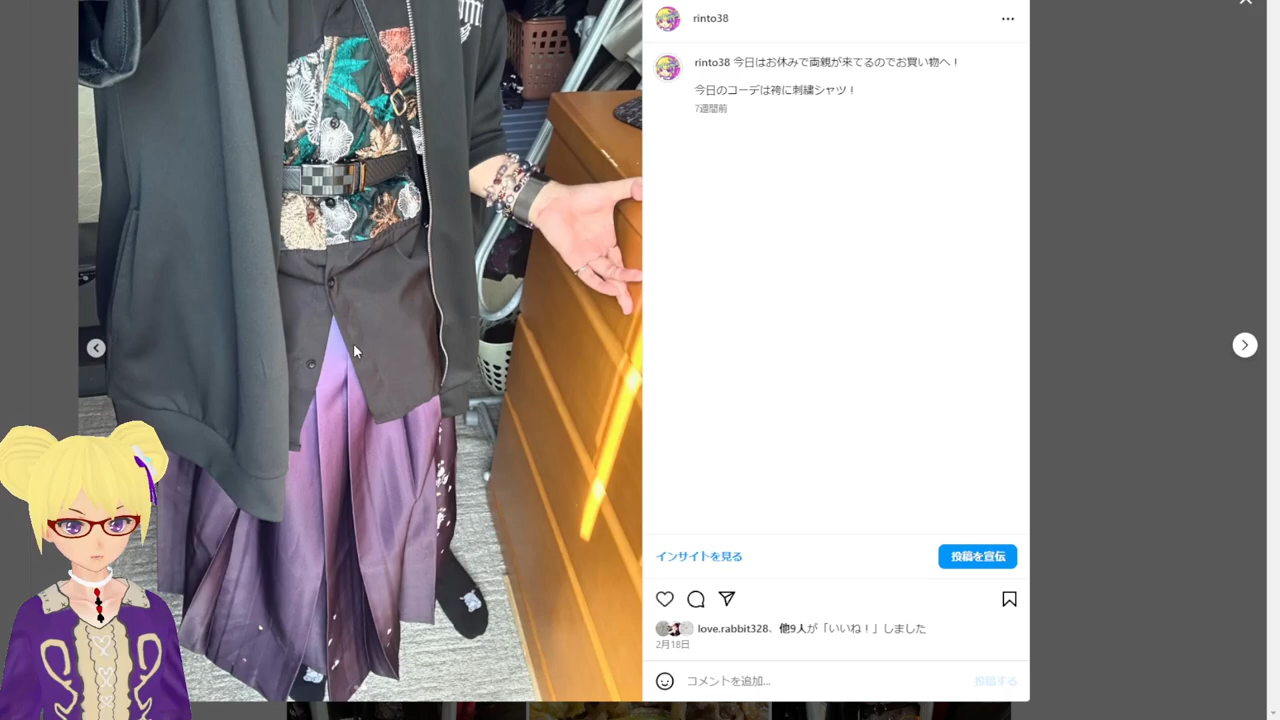 rinto38
rinto38 今日はお休みで両親が来てるのでお買い物へ！
今日のコーデは袴に刺繍シャツ！
7週間前
インサイトを見る
投稿を宣伝
love.rabbit328、他9人が「いいね！」しました
2月18日
コメントを追加...
投稿する